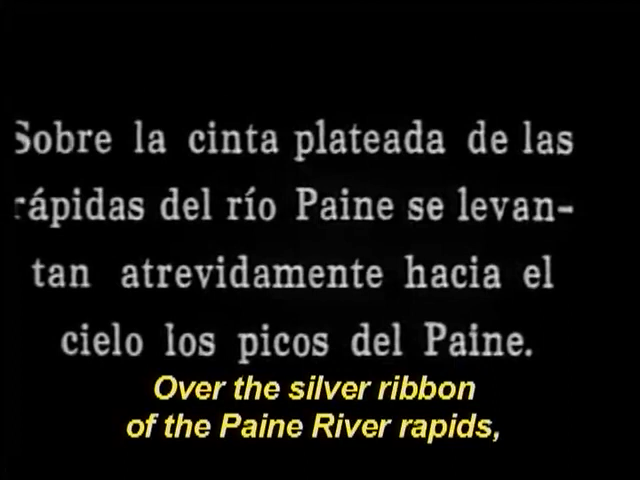 Sobre la cinta plateada de las
rápidas del río Paine se levan-
tan atrevidamente hacia el
cielo los picos del Paine.
Over the silver ribbon
of the Paine River rapids,